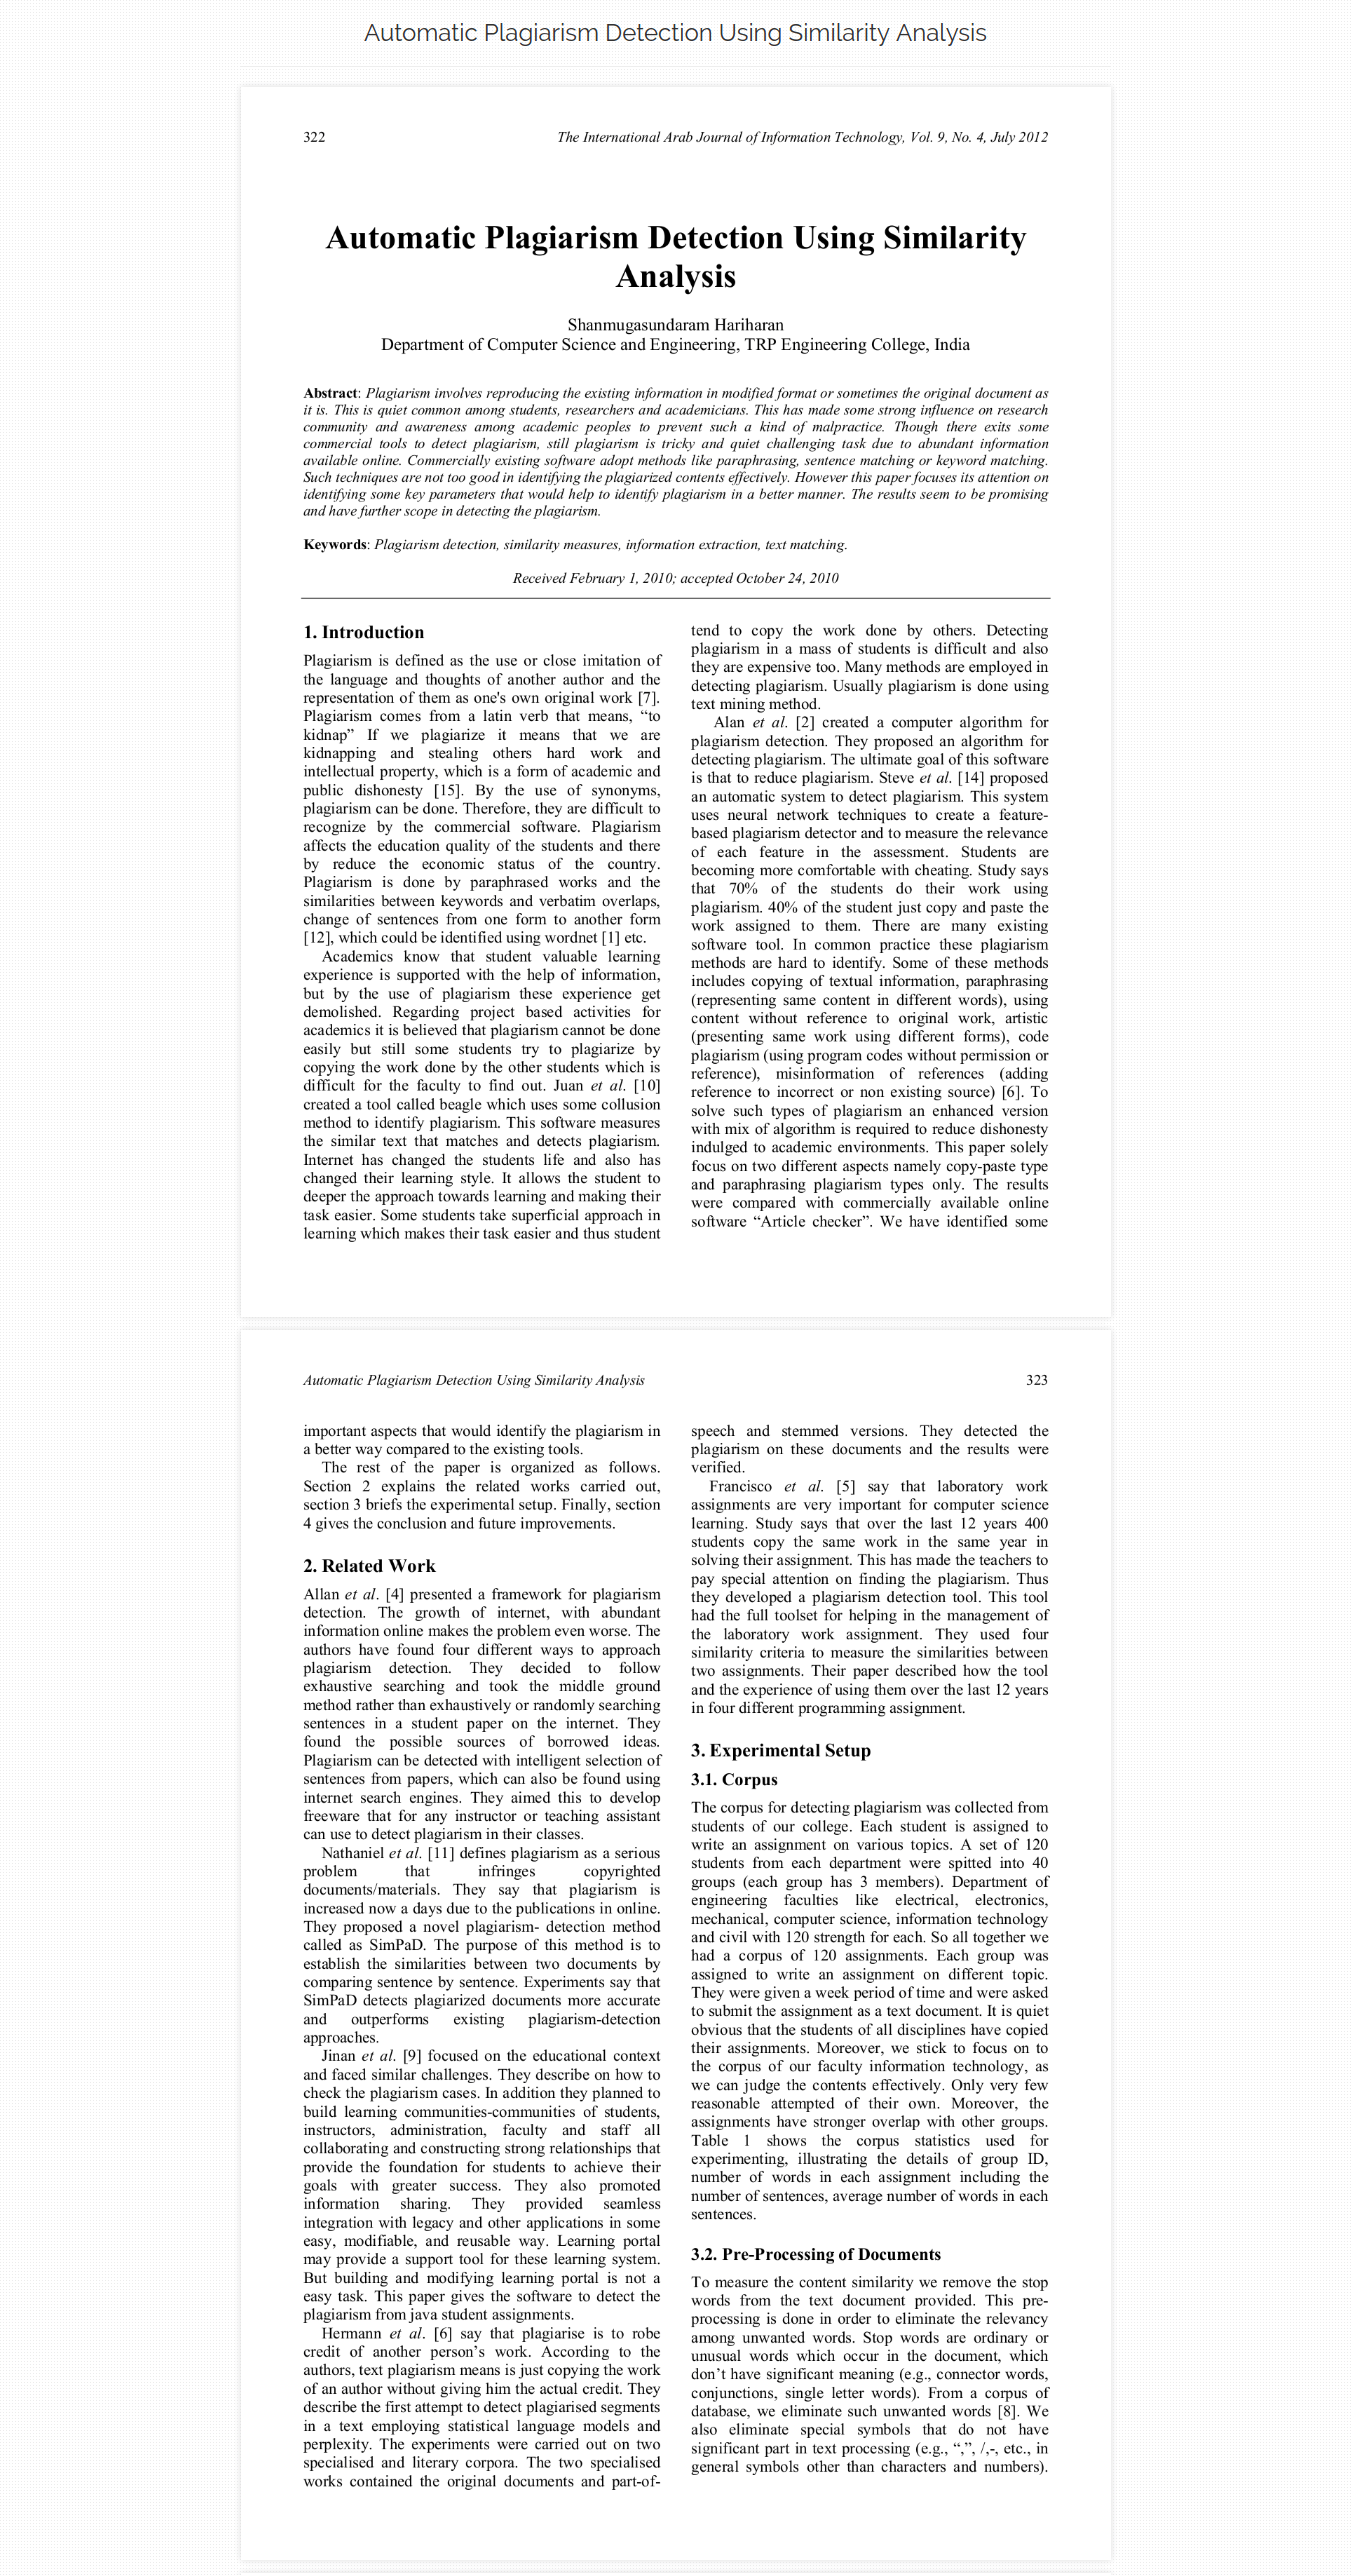 Automatic Plagiarism Detection Using Similarity Analysis
322
The International Arab Journal of Information Technology, Vol. 9, No. 4, July 2012
Automatic Plagiarism Detection Using Similarity
Analysis
Shanmugasundaram Hariharan
Department of Computer Science and Engineering, TRP Engineering College, India
Abstract: Plagiarism involves reproducing the existing information in modified format or sometimes the original document as
it is. This is quiet common among students, researchers and academicians. This has made some strong influence on research
community and awareness among academic peoples to prevent such a kind of malpractice. Though there exits some
commercial tools to detect plagiarism, still plagiarism is tricky and quiet challenging task due to abundant information
available online. Commercially existing software adopt methods like paraphrasing, sentence matching or keyword matching.
Such techniques are not too good in identifying the plagiarized contents effectively. However this paper focuses its attention on
identifying some key parameters that would help to identify plagiarism in a better manner. The results seem to be promising
and have further scope in detecting the plagiarism.
Keywords: Plagiarism detection, similarity measures, information extraction, text matching.
Received February 1, 2010; accepted October 24, 2010
1. Introduction
Plagiarism is defined as the use or close imitation of
the language and thoughts of another author and the
representation of them as one's own original work [7].
Plagiarism comes from a latin verb that means, “to
kidnap” If we plagiarize it means that we are
kidnapping and stealing others hard work and
intellectual property, which is a form of academic and
public dishonesty [15]. By the use of synonyms,
plagiarism can be done. Therefore, they are difficult to
recognize by the commercial software. Plagiarism
affects the education quality of the students and there
by reduce the economic status of the country.
Plagiarism is done by paraphrased works and the
similarities between keywords and verbatim overlaps,
change of sentences from one form to another form
[12], which could be identified using wordnet [1] etc.
Academics know that student valuable learning
experience is supported with the help of information,
but by the use of plagiarism these experience get
demolished. Regarding project based activities for
academics it is believed that plagiarism cannot be done
easily but still some students try to plagiarize by
copying the work done by the other students which is
difficult for the faculty to find out. Juan et al. [10]
created a tool called beagle which uses some collusion
method to identify plagiarism. This software measures
the similar text that matches and detects plagiarism.
Internet has changed the students life and also has
changed their learning style. It allows the student to
deeper the approach towards learning and making their
task easier. Some students take superficial approach in
learning which makes their task easier and thus student
tend to copy the work done by others. Detecting
plagiarism in a mass of students is difficult and also
they are expensive too. Many methods are employed in
detecting plagiarism. Usually plagiarism is done using
text mining method.
Alan et al. [2] created a computer algorithm for
plagiarism detection. They proposed an algorithm for
detecting plagiarism. The ultimate goal of this software
is that to reduce plagiarism. Steve et al. [14] proposed
an automatic system to detect plagiarism. This system
uses neural network techniques to create a feature-
based plagiarism detector and to measure the relevance
of each feature in the assessment. Students are
becoming more comfortable with cheating. Study says
that 70% of the students do their work using
plagiarism. 40% of the student just copy and paste the
work assigned to them. There are many existing
software tool. In common practice these plagiarism
methods are hard to identify. Some of these methods
includes copying of textual information, paraphrasing
(representing same content in different words), using
content without reference to original work, artistic
(presenting same work using different forms), code
plagiarism (using program codes without permission or
reference), misinformation of references (adding
reference to incorrect or non existing source) [6]. To
solve such types of plagiarism an enhanced version
with mix of algorithm is required to reduce dishonesty
indulged to academic environments. This paper solely
focus on two different aspects namely copy-paste type
and paraphrasing plagiarism types only. The results
were compared with commercially available online
software “Article checker”. We have identified some
Automatic Plagiarism Detection Using Similarity Analysis
323
important aspects that would identify the plagiarism in
a better way compared to the existing tools.
The rest of the paper is organized as follows.
Section 2 explains the related works carried out,
section 3 briefs the experimental setup. Finally, section
4 gives the conclusion and future improvements.
2. Related Work
Allan et al. [4] presented a framework for plagiarism
detection. The growth of internet, with abundant
information online makes the problem even worse. The
authors have found four different ways to approach
plagiarism detection. They decided to follow
exhaustive searching and took the middle ground
method rather than exhaustively or randomly searching
sentences in a student paper on the internet. They
found the possible sources of borrowed ideas.
Plagiarism can be detected with intelligent selection of
sentences from papers, which can also be found using
internet search engines. They aimed this to develop
freeware that for any instructor or teaching assistant
can use to detect plagiarism in their classes.
Nathaniel et al. [11] defines plagiarism as a serious
problem that infringes copyrighted
documents/materials. They say that plagiarism is
increased now a days due to the publications in online.
They proposed a novel plagiarism- detection method
called as SimPaD. The purpose of this method is to
establish the similarities between two documents by
comparing sentence by sentence. Experiments say that
SimPaD detects plagiarized documents more accurate
and outperforms existing plagiarism-detection
approaches.
Jinan et al. [9] focused on the educational context
and faced similar challenges. They describe on how to
check the plagiarism cases. In addition they planned to
build learning communities-communities of students,
instructors, administration, faculty and staff all
collaborating and constructing strong relationships that
provide the foundation for students to achieve their
goals with greater success. They also promoted
information sharing. They provided seamless
integration with legacy and other applications in some
easy, modifiable, and reusable way. Learning portal
may provide a support tool for these learning system.
But building and modifying learning portal is not a
easy task. This paper gives the software to detect the
plagiarism from java student assignments.
Hermann et al. [6] say that plagiarise is to robe
credit of another person’s work. According to the
authors, text plagiarism means is just copying the work
of an author without giving him the actual credit. They
describe the first attempt to detect plagiarised segments
in a text employing statistical language models and
perplexity. The experiments were carried out on two
specialised and literary corpora. The two specialised
works contained the original documents and part-of-
speech and stemmed versions. They detected the
plagiarism on these documents and the results were
verified.
Francisco et al. [5] say that laboratory work
assignments are very important for computer science
learning. Study says that over the last 12 years 400
students copy the same work in the same year in
solving their assignment. This has made the teachers to
pay special attention on finding the plagiarism. Thus
they developed a plagiarism detection tool. This tool
had the full toolset for helping in the management of
the laboratory work assignment. They used four
similarity criteria to measure the similarities between
two assignments. Their paper described how the tool
and the experience of using them over the last 12 years
in four different programming assignment.
3. Experimental Setup
3.1. Corpus
The corpus for detecting plagiarism was collected from
students of our college. Each student is assigned to
write an assignment on various topics. A set of 120
students from each department were spitted into 40
groups (each group has 3 members). Department of
engineering faculties like electrical, electronics,
mechanical, computer science, information technology
and civil with 120 strength for each. So all together we
had a corpus of 120 assignments. Each group was
assigned to write an assignment on different topic.
They were given a week period of time and were asked
to submit the assignment as a text document. It is quiet
obvious that the students of all disciplines have copied
their assignments. Moreover, we stick to focus on to
the corpus of our faculty information technology, as
we can judge the contents effectively. Only very few
reasonable attempted of their own. Moreover, the
assignments have stronger overlap with other groups.
Table 1 shows the corpus statistics used for
experimenting, illustrating the details of group ID,
number of words in each assignment including the
number of sentences, average number of words in each
sentences.
3.2. Pre-Processing of Documents
To measure the content similarity we remove the stop
words from the text document provided. This pre-
processing is done in order to eliminate the relevancy
among unwanted words. Stop words are ordinary or
unusual words which occur in the document, which
don’t have significant meaning (e.g., connector words,
conjunctions, single letter words). From a corpus of
database, we eliminate such unwanted words [8]. We
also eliminate special symbols that do not have
significant part in text processing (e.g., “,”, /,-, etc., in
general symbols other than characters and numbers).